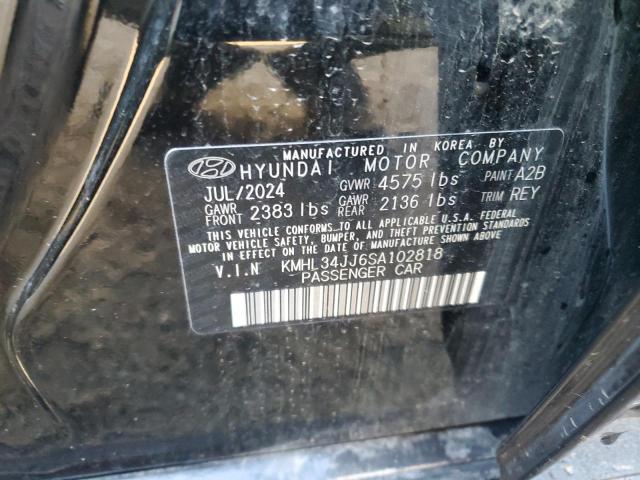 MANUFACTURED IN KOREA BY
HYUNDAI MOTOR COMPANY
JUL/2024 GVWR 4575 lbs PAINT A2B
GAWR FRONT 2383 lbs GAWR REAR 2136 lbs TRIM REY
THIS VEHICLE CONFORMS TO ALL APPLICABLE U.S.A. FEDERAL
MOTOR VEHICLE SAFETY, BUMPER, AND THEFT PREVENTION STANDARDS
IN EFFECT ON THE DATE OF MANUFACTURE SHOWN ABOVE.
V.I.N KMHL34JJ6SA102818
PASSENGER CAR